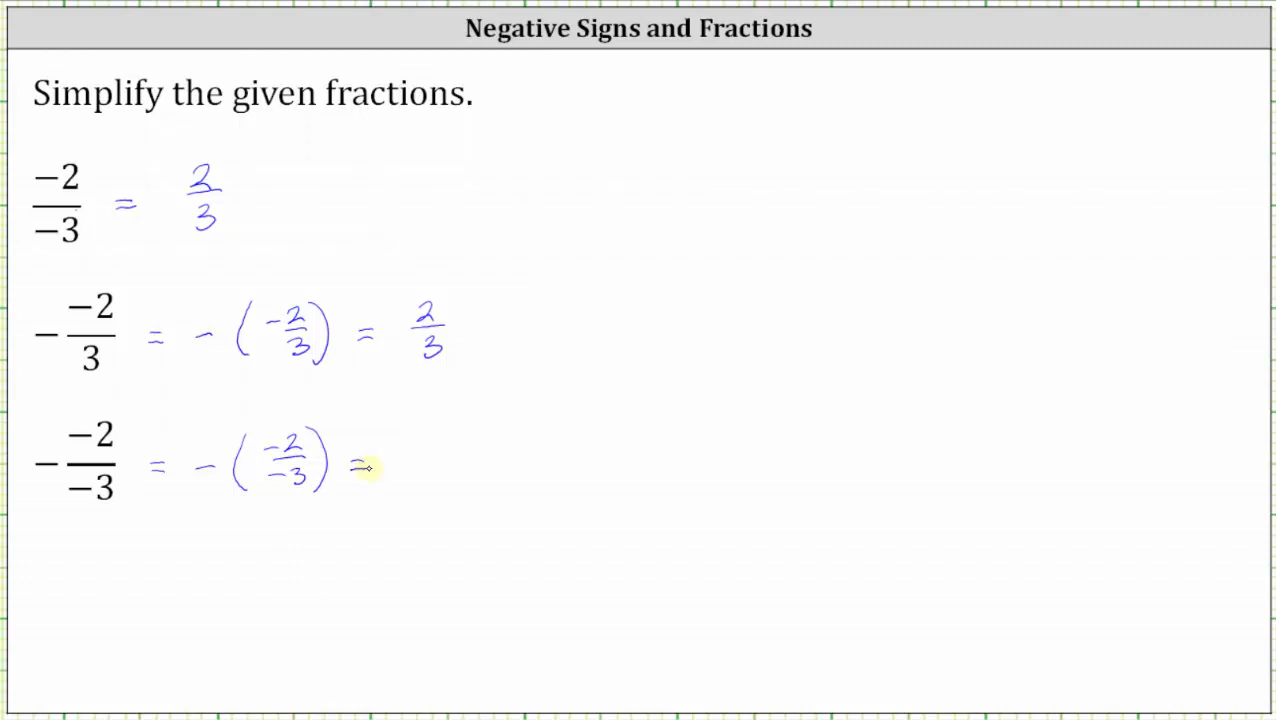 Negative Signs and Fractions
Simplify the given fractions.
−2/−3 = 2/3
− −2/3 = − (−2/3) = 2/3
− −2/−3 = − (−2/−3) =